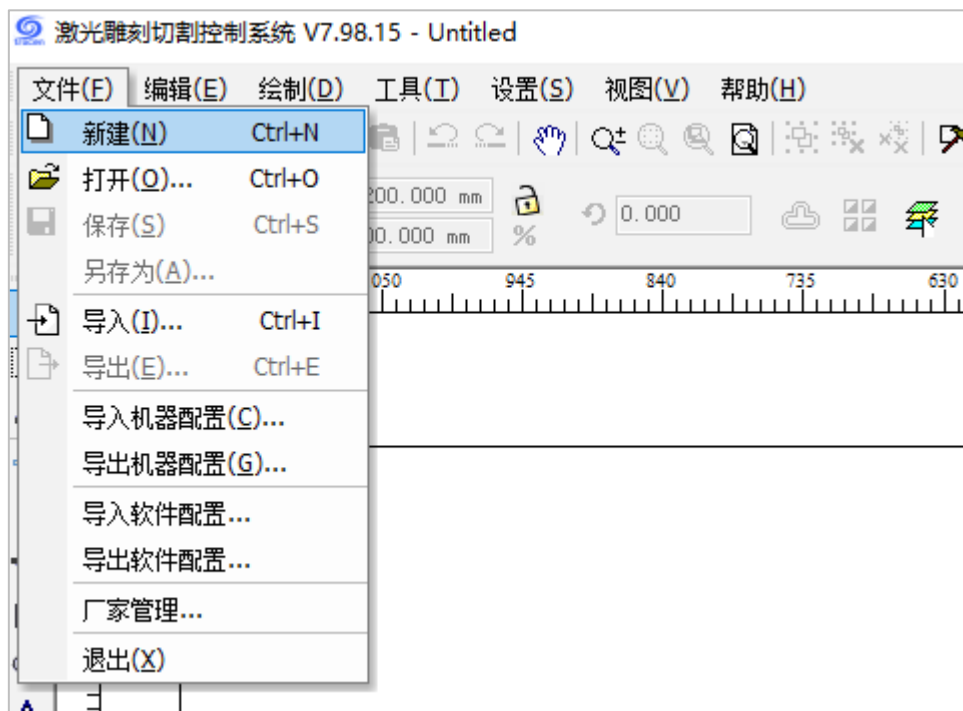 激光雕刻切割控制系统 V7.98.15 - Untitled
文件(F) 编辑(E) 绘制(D) 工具(T) 设置(S) 视图(V) 帮助(H)
新建(N) Ctrl+N
打开(O)... Ctrl+O
200.000 mm
0.000
保存(S) Ctrl+S
00.000 mm %
另存为(A)...
050 945 840 735 630
导入(I)... Ctrl+I
导出(E)... Ctrl+E
导入机器配置(C)...
导出机器配置(G)...
导入软件配置...
导出软件配置...
厂家管理...
退出(X)